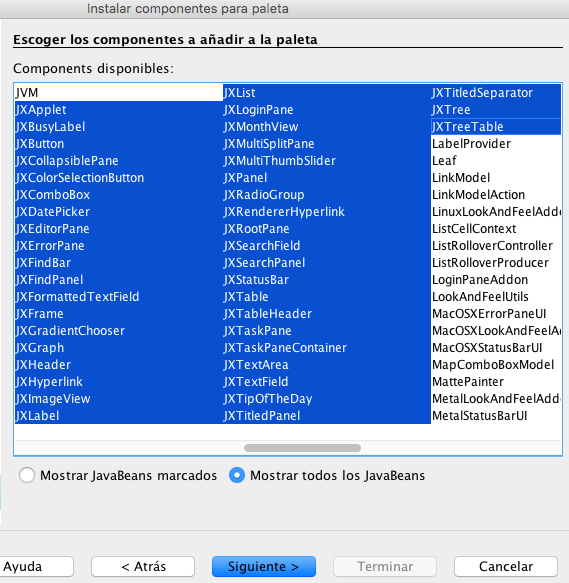 Instalar componentes para paleta
Escoger los componentes a añadir a la paleta
Components disponibles:
JVM
JXApplet
JXBusyLabel
JXButton
JXCollapsiblePane
JXColorSelectionButton
JXComboBox
JXDatePicker
JXEditorPane
JXErrorPane
JXFindBar
JXFindPanel
JXFormattedTextField
JXFrame
JXGradientChooser
JXGraph
JXHeader
JXHyperlink
JXImageView
JXLabel
JXList
JXLoginPane
JXMonthView
JXMultiSplitPane
JXMultiThumbSlider
JXPanel
JXRadioGroup
JXRendererHyperlink
JXRootPane
JXSearchField
JXSearchPanel
JXStatusBar
JXTable
JXTableHeader
JXTaskPane
JXTaskPaneContainer
JXTextArea
JXTextField
JXTipOfTheDay
JXTitledPanel
JXTitledSeparator
JXTree
JXTreeTable
LabelProvider
Leaf
LinkModel
LinkModelAction
LinuxLookAndFeelAdd
ListCellContext
ListRolloverController
ListRolloverProducer
LoginPaneAddon
LookAndFeelUtils
MacOSXErrorPaneUI
MacOSXLookAndFeelA
MacOSXStatusBarUI
MapComboBoxModel
MattePainter
MetalLookAndFeelAdd
MetalStatusBarUI
Mostrar JavaBeans marcados
Mostrar todos los JavaBeans
Ayuda
< Atrás
Siguiente >
Terminar
Cancelar